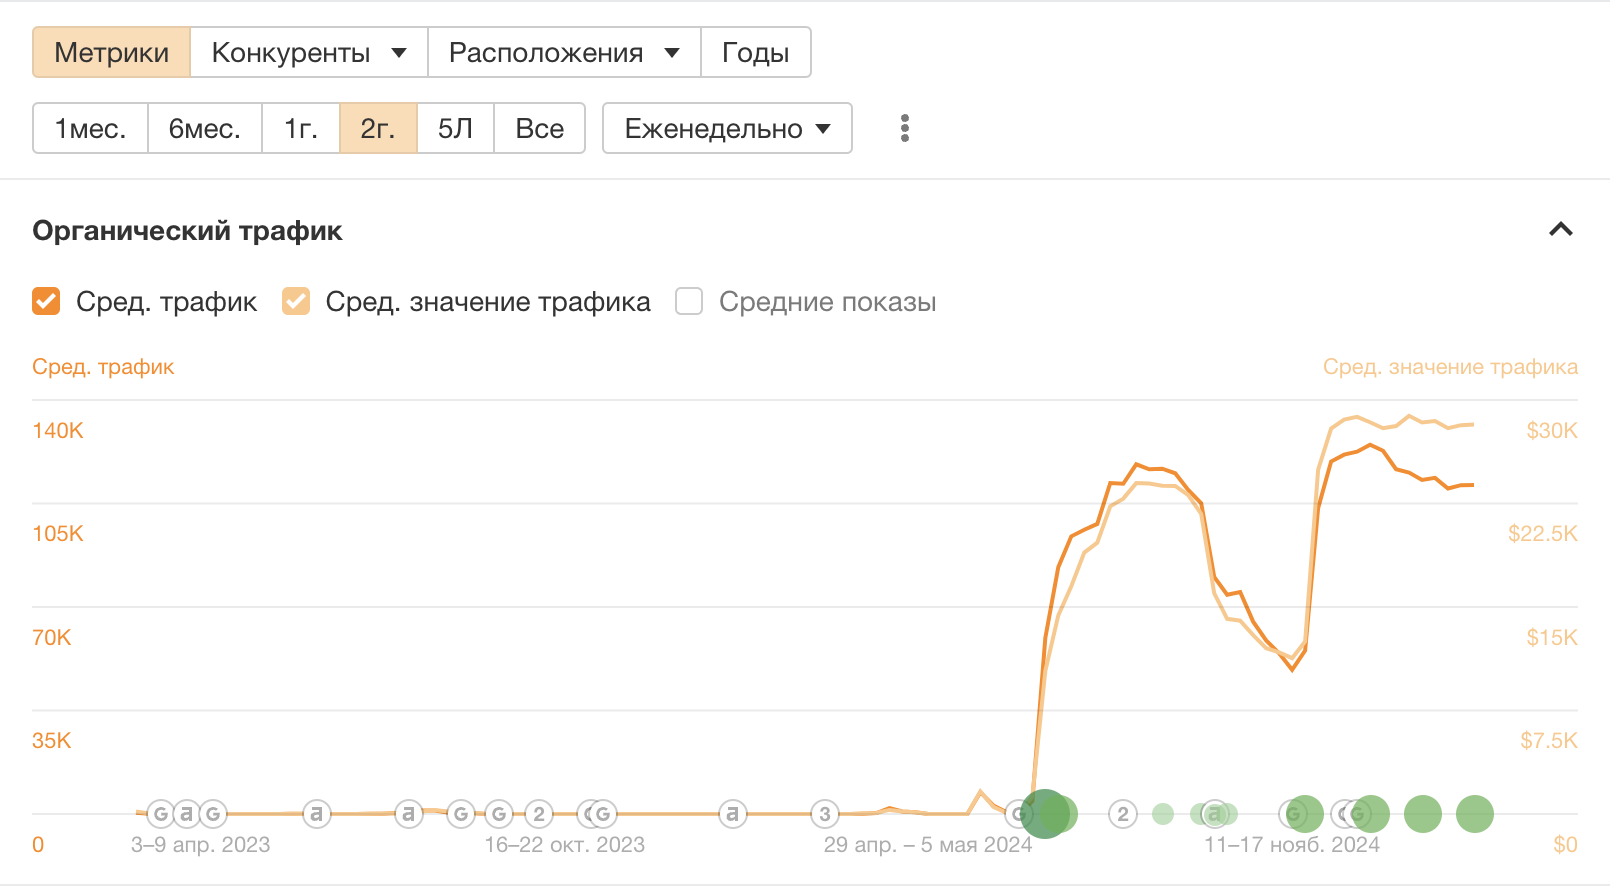 Метрики Конкуренты Расположения Годы
1мес. 6мес. 1г. 2г. 5Л Все Еженедельно
Органический трафик
Сред. трафик Сред. значение трафика Средние показы
Сред. трафик Сред. значение трафика
140K $30K
105K $22.5K
70K $15K
35K $7.5K
G a G a a G G 2 G a 3 G 2 a G G
0 3–9 апр. 2023 16–22 окт. 2023 29 апр. – 5 мая 2024 11–17 нояб. 2024 $0